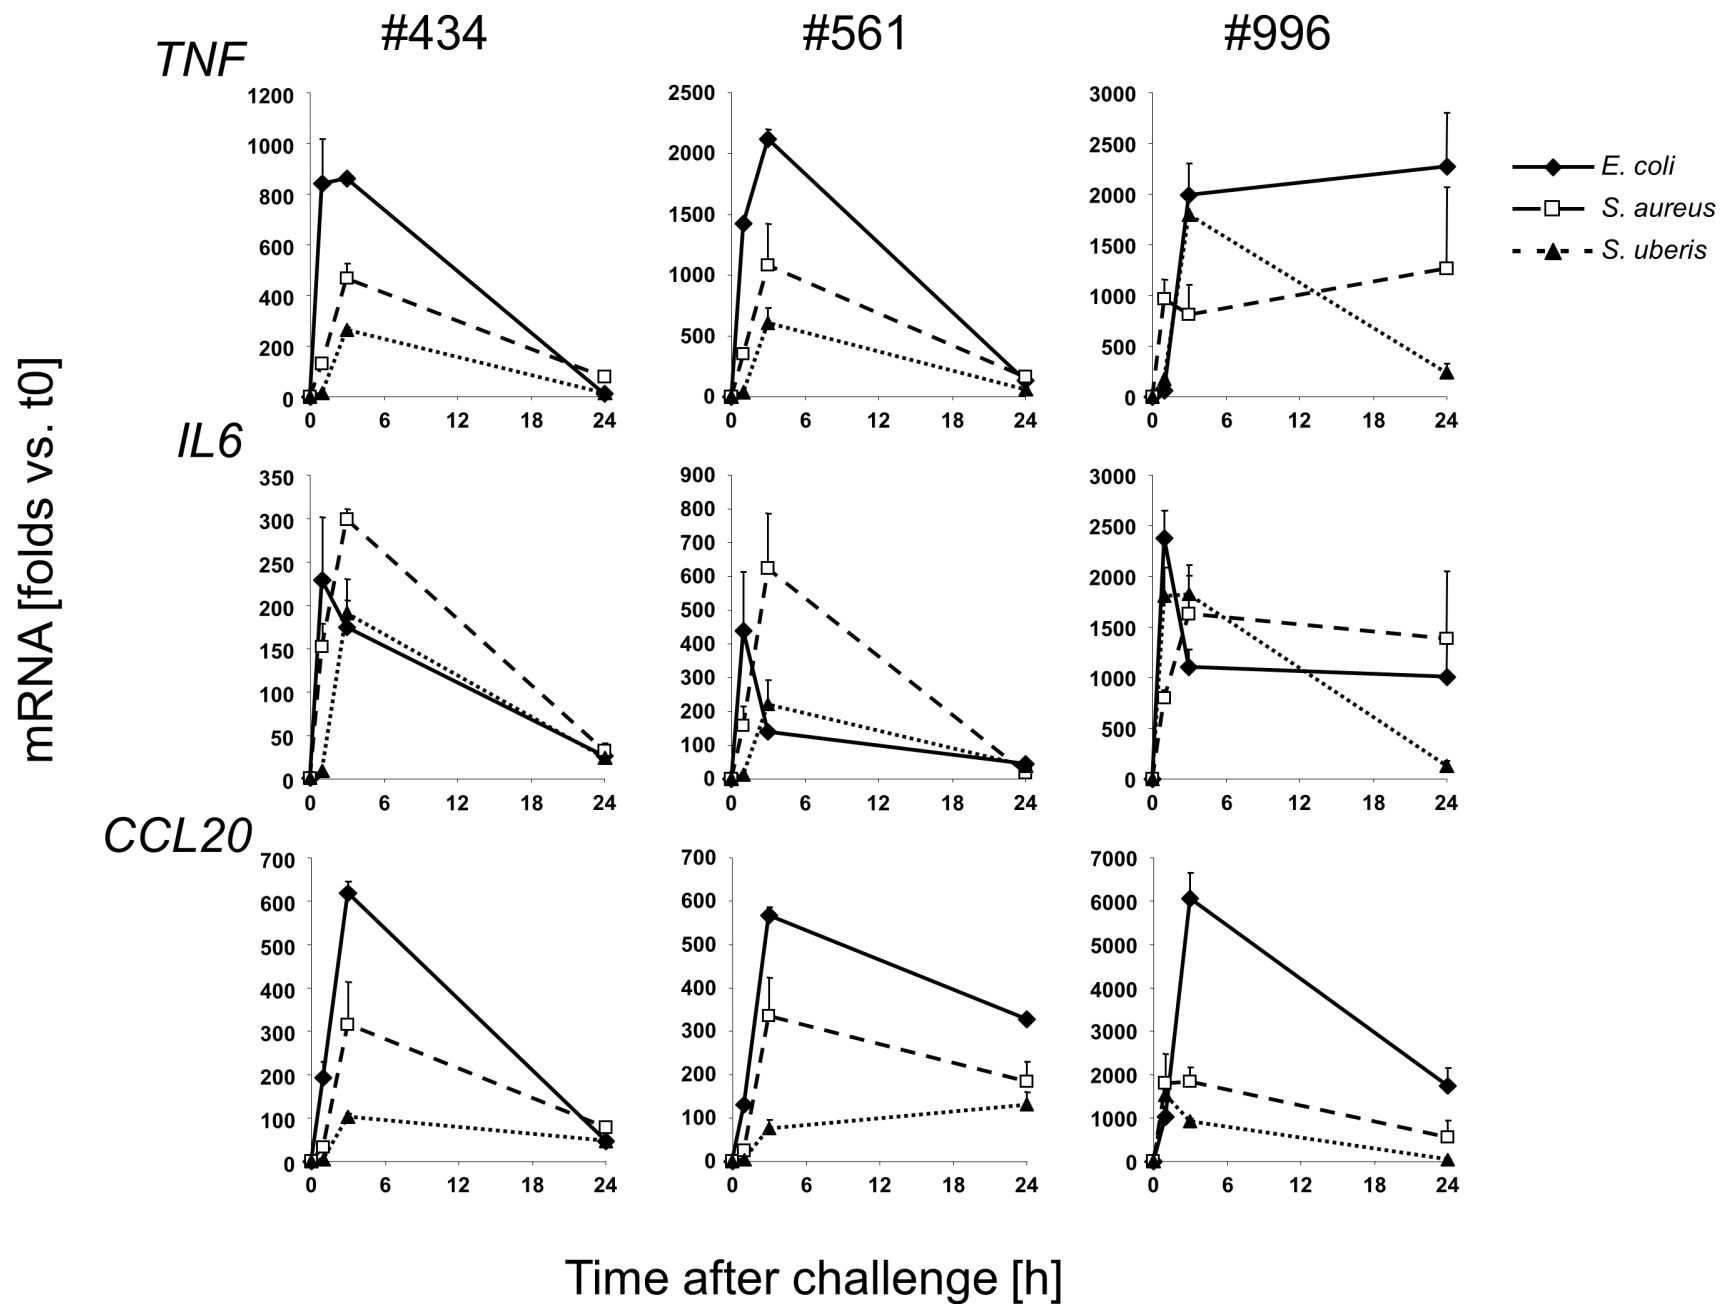 #434 #561 #996
TNF
1200 1000 800 600 400 200 0
0 6 12 18 24
2500 2000 1500 1000 500 0
0 6 12 18 24
3000 2500 2000 1500 1000 500 0
0 6 12 18 24
E. coli
S. aureus
S. uberis
mRNA [folds vs. t0]
IL6
350 300 250 200 150 100 50 0
0 6 12 18 24
900 800 700 600 500 400 300 200 100 0
0 6 12 18 24
3000 2500 2000 1500 1000 500 0
0 6 12 18 24
CCL20
700 600 500 400 300 200 100 0
0 6 12 18 24
700 600 500 400 300 200 100 0
0 6 12 18 24
7000 6000 5000 4000 3000 2000 1000 0
0 6 12 18 24
Time after challenge [h]